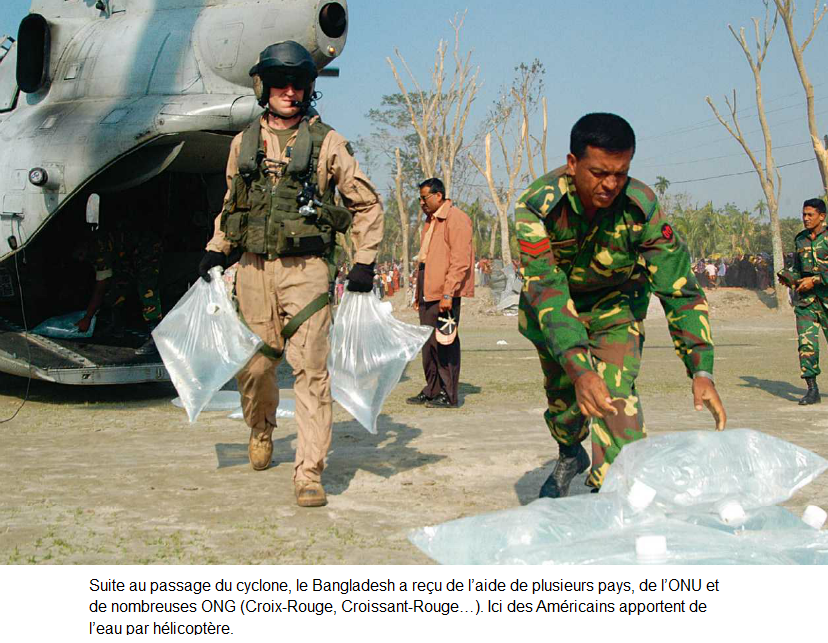 Suite au passage du cyclone, le Bangladesh a reçu de l'aide de plusieurs pays, de l'ONU et
de nombreuses ONG (Croix-Rouge, Croissant-Rouge…). Ici des Américains apportent de
l'eau par hélicoptère.